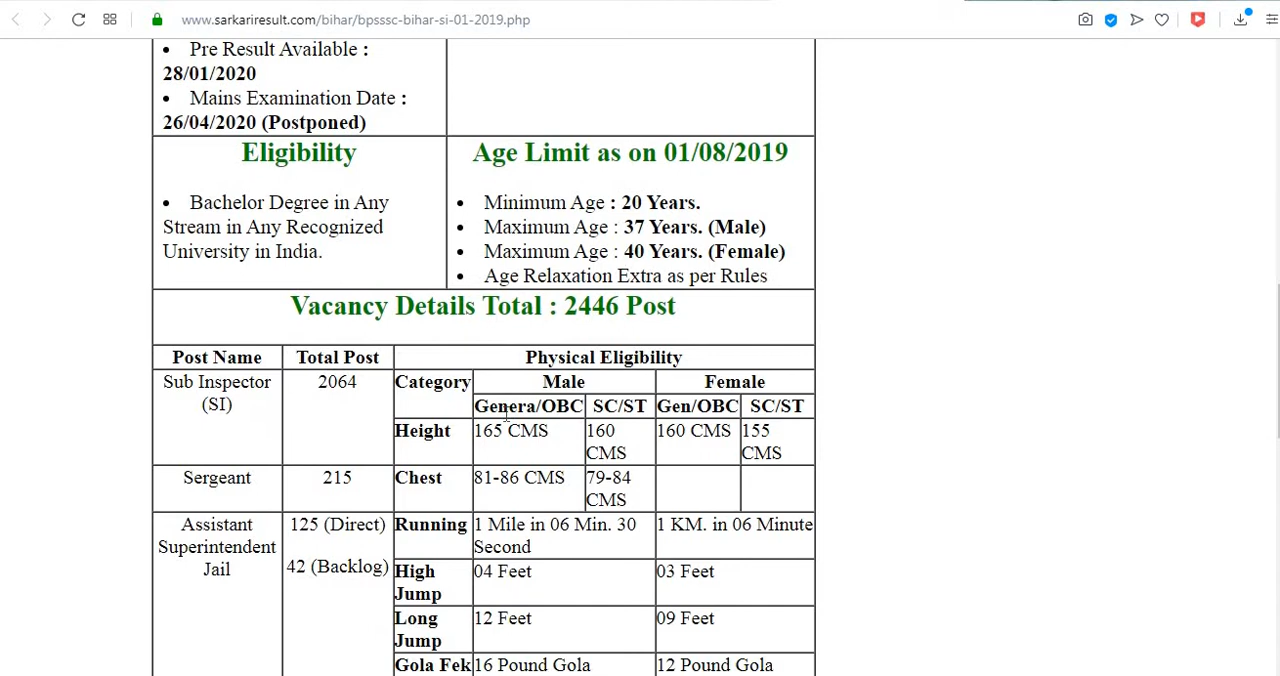 www.sarkariresult.com/bihar/bpsssc-bihar-si-01-2019.php
• Pre Result Available :
28/01/2020
• Mains Examination Date :
26/04/2020 (Postponed)
Eligibility
• Bachelor Degree in Any
Stream in Any Recognized
University in India.
Age Limit as on 01/08/2019
• Minimum Age : 20 Years.
• Maximum Age : 37 Years. (Male)
• Maximum Age : 40 Years. (Female)
• Age Relaxation Extra as per Rules
Vacancy Details Total : 2446 Post
Post Name Total Post Physical Eligibility
Sub Inspector
(SI)
2064
Category Male Female
Genera/OBC SC/ST Gen/OBC SC/ST
Height 165 CMS 160
CMS
160 CMS 155
CMS
Sergeant 215 Chest 81-86 CMS 79-84
CMS
Assistant
Superintendent
Jail
125 (Direct)
42 (Backlog)
Running 1 Mile in 06 Min. 30
Second
1 KM. in 06 Minute
High
Jump
04 Feet 03 Feet
Long
Jump
12 Feet 09 Feet
Gola Fek 16 Pound Gola 12 Pound Gola